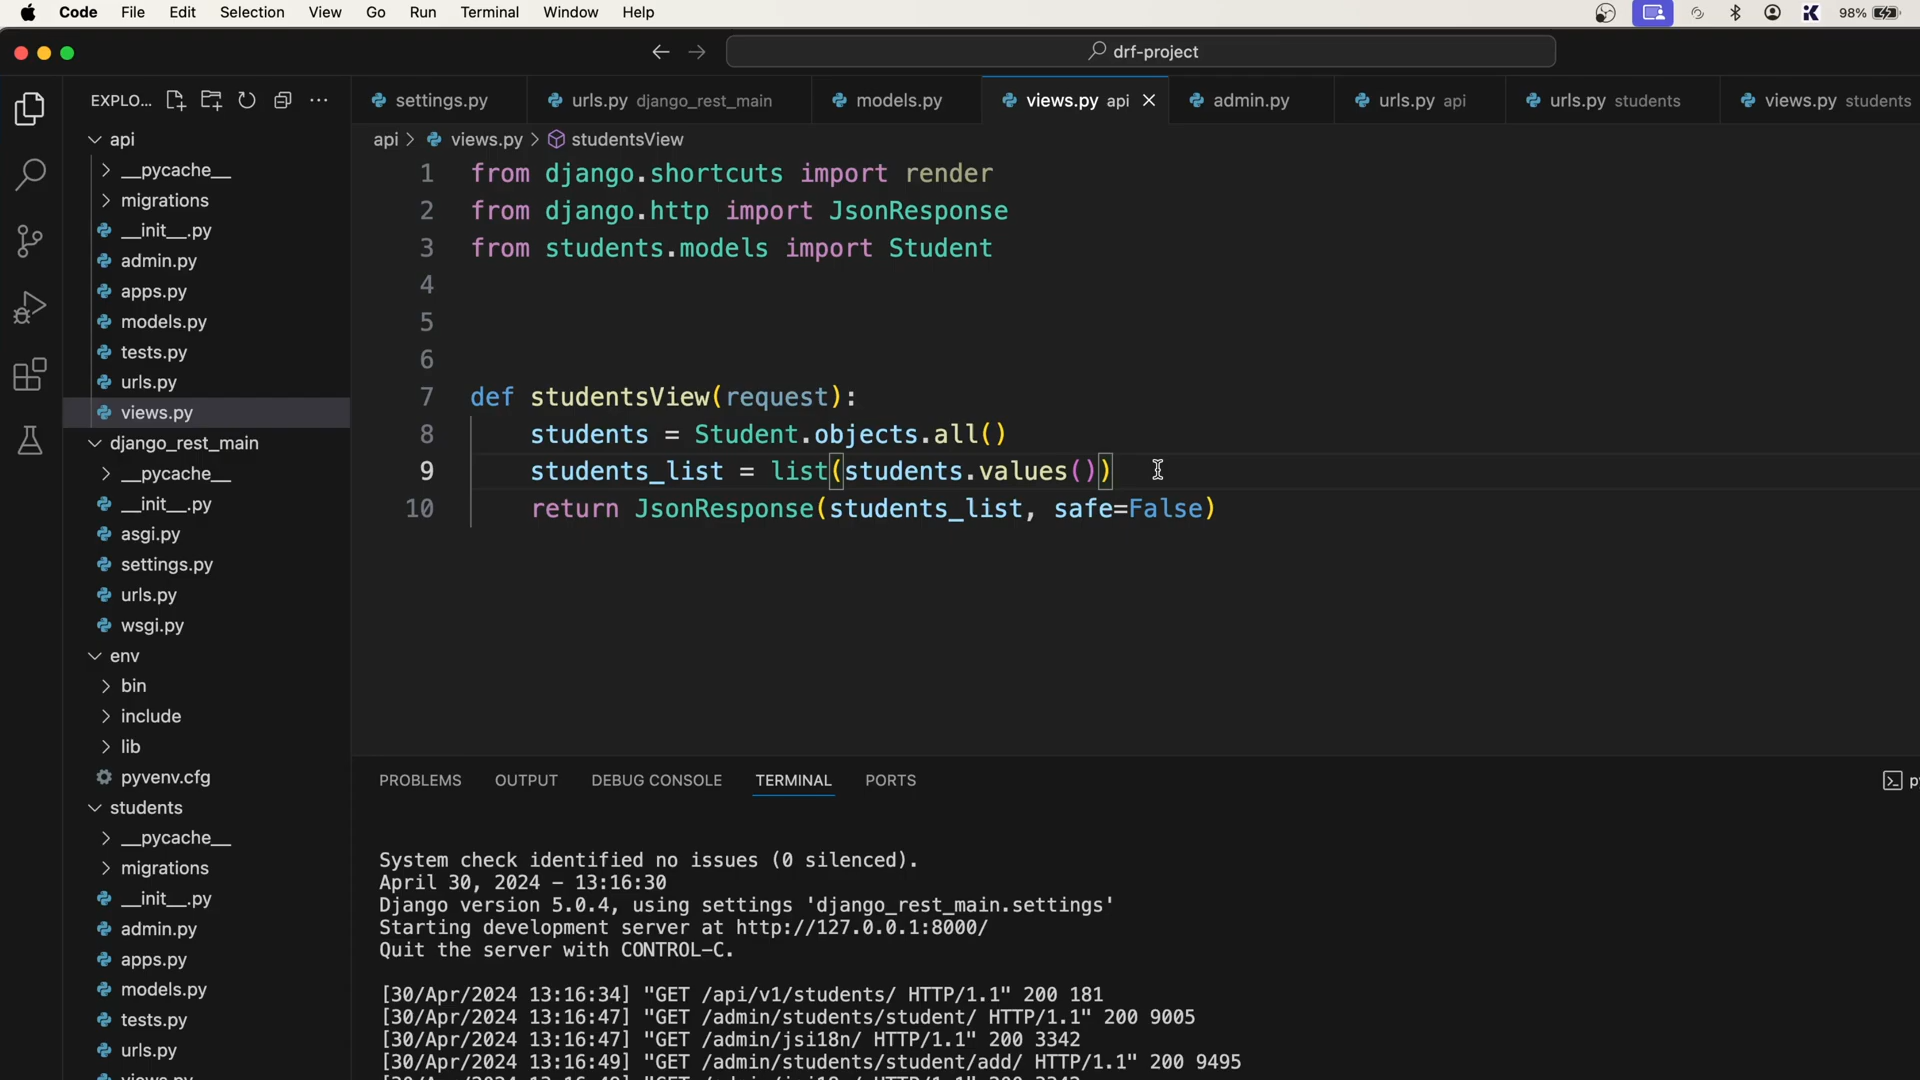 Code File Edit Selection View Go Run Terminal Window Help 98%
drf-project
EXPLO... settings.py urls.py django_rest_main models.py views.py api admin.py urls.py api urls.py students views.py students
api > views.py > studentsView
api
__pycache__
migrations
__init__.py
admin.py
apps.py
models.py
tests.py
urls.py
views.py
django_rest_main
__pycache__
__init__.py
asgi.py
settings.py
urls.py
wsgi.py
env
bin
include
lib
pyvenv.cfg
students
__pycache__
migrations
__init__.py
admin.py
apps.py
models.py
tests.py
urls.py
views.py
1 from django.shortcuts import render
2 from django.http import JsonResponse
3 from students.models import Student
4
5
6
7 def studentsView(request):
8 students = Student.objects.all()
9 students_list = list(students.values())
10 return JsonResponse(students_list, safe=False)
PROBLEMS OUTPUT DEBUG CONSOLE TERMINAL PORTS py
System check identified no issues (0 silenced).
April 30, 2024 - 13:16:30
Django version 5.0.4, using settings 'django_rest_main.settings'
Starting development server at http://127.0.0.1:8000/
Quit the server with CONTROL-C.
[30/Apr/2024 13:16:34] "GET /api/v1/students/ HTTP/1.1" 200 181
[30/Apr/2024 13:16:47] "GET /admin/students/student/ HTTP/1.1" 200 9005
[30/Apr/2024 13:16:47] "GET /admin/jsi18n/ HTTP/1.1" 200 3342
[30/Apr/2024 13:16:49] "GET /admin/students/student/add/ HTTP/1.1" 200 9495